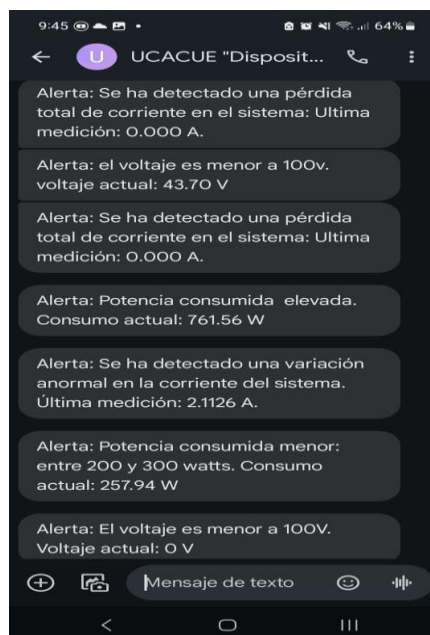 9:45
64%
U UCACUE "Disposit...
Alerta: Se ha detectado una pérdida
total de corriente en el sistema: Ultima
medición: 0.000 A.
Alerta: el voltaje es menor a 100v.
voltaje actual: 43.70 V
Alerta: Se ha detectado una pérdida
total de corriente en el sistema: Ultima
medición: 0.000 A.
Alerta: Potencia consumida elevada.
Consumo actual: 761.56 W
Alerta: Se ha detectado una variación
anormal en la corriente del sistema.
Última medición: 2.1126 A.
Alerta: Potencia consumida menor:
entre 200 y 300 watts. Consumo
actual: 257.94 W
Alerta: El voltaje es menor a 100V.
Voltaje actual: 0 V
Mensaje de texto